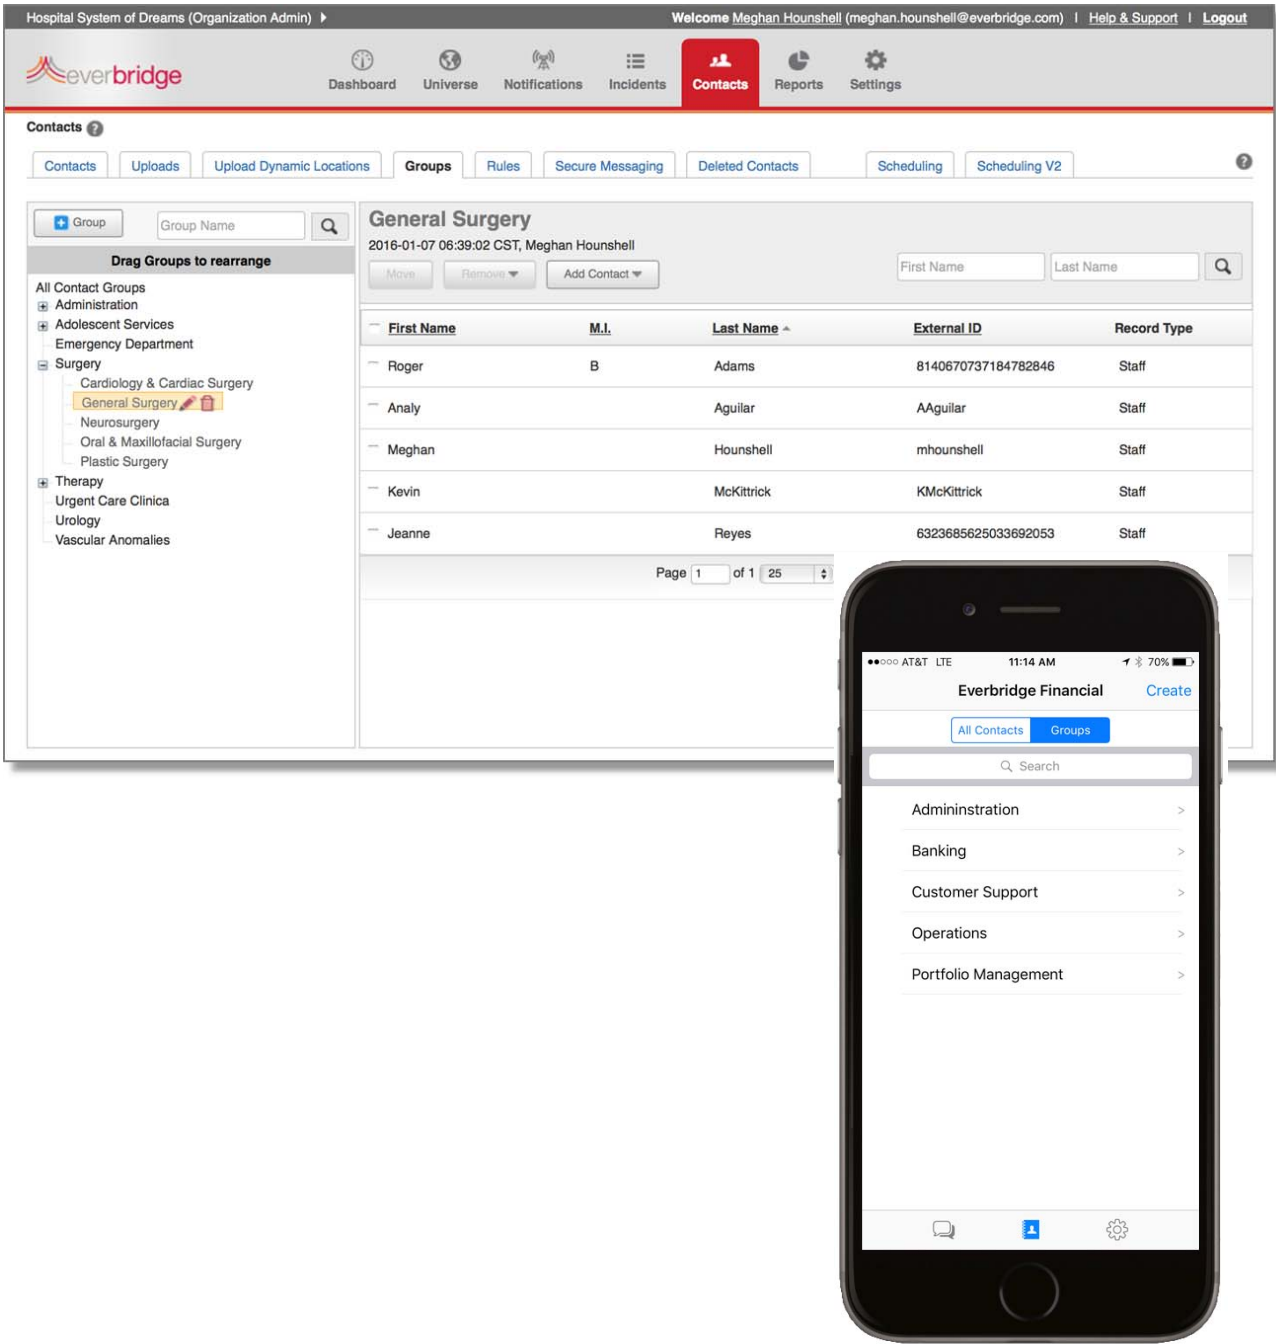 Hospital System of Dreams (Organization Admin)
Welcome Meghan Hounshell (meghan.hounshell@everbridge.com) | Help & Support | Logout
everbridge
Dashboard Universe Notifications Incidents Contacts Reports Settings
Contacts ?
Contacts Uploads Upload Dynamic Locations Groups Rules Secure Messaging Deleted Contacts Scheduling Scheduling V2 ?
Group Group Name
Drag Groups to rearrange
All Contact Groups
Administration
Adolescent Services
Emergency Department
Surgery
Cardiology & Cardiac Surgery
General Surgery
Neurosurgery
Oral & Maxillofacial Surgery
Plastic Surgery
Therapy
Urgent Care Clinica
Urology
Vascular Anomalies
General Surgery
2016-01-07 06:39:02 CST, Meghan Hounshell
Move Remove Add Contact First Name Last Name
First Name M.I. Last Name External ID Record Type
Roger B Adams 8140670737184782846 Staff
Analy Aguilar AAguilar Staff
Meghan Hounshell mhounshell Staff
Kevin McKittrick KMcKittrick Staff
Jeanne Reyes 6323685625033692053 Staff
Page 1 of 1 25
AT&T LTE 11:14 AM 70%
Everbridge Financial Create
All Contacts Groups
Search
Admininstration
Banking
Customer Support
Operations
Portfolio Management